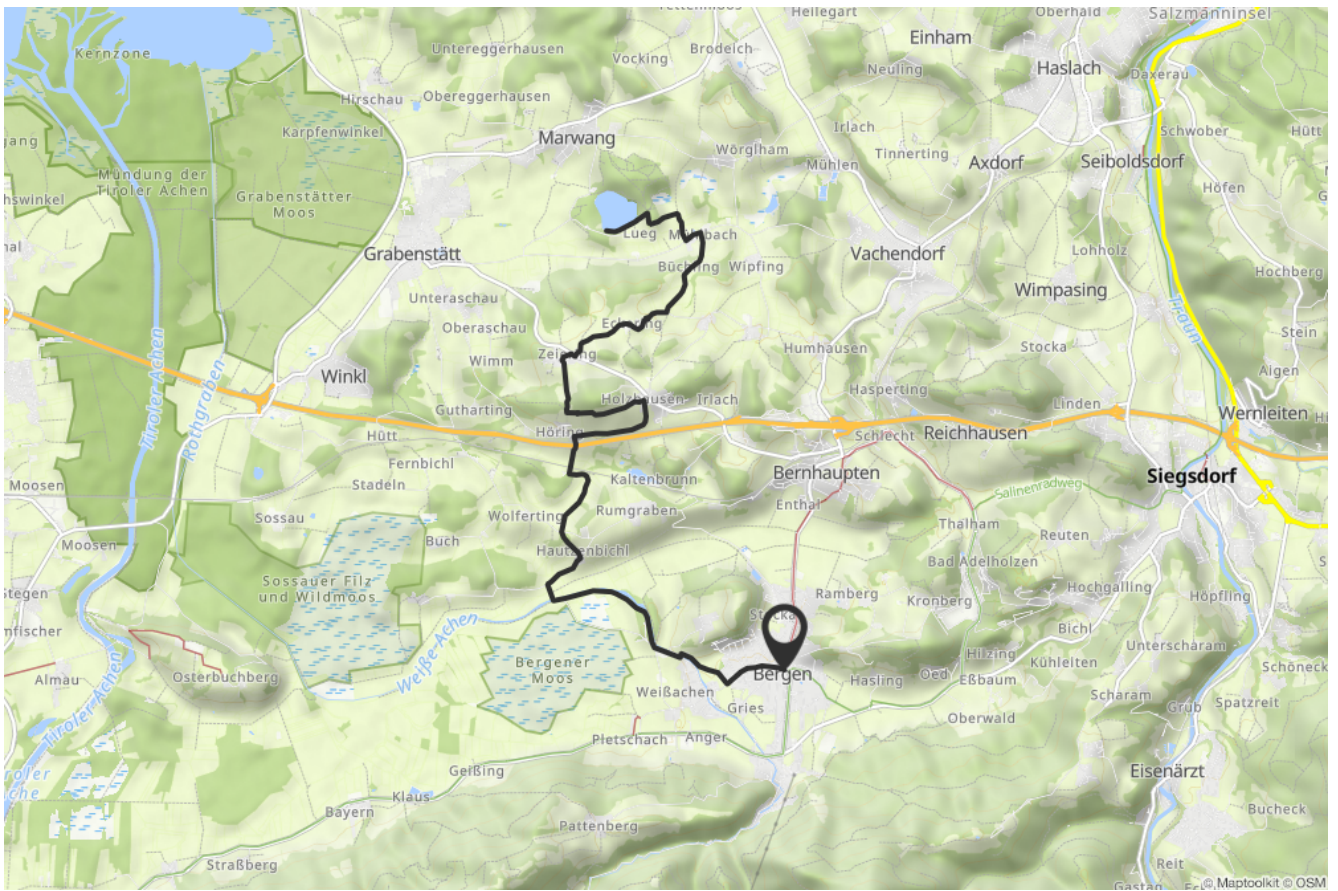 Kernzone
Untereggerhausen
Vocking
Brodeich
Hellegart
Einham
Oberhaid
Salzmanninsel
Neuling
Haslach
Daxerau
Hirschau
Obereggerhausen
Karpfenwinkel
Marwang
Irlach
Schwober
Hütt
Wörglham
Tinnerting
Axdorf
Seiboldsdorf
Mühlen
Mündung der
Tiroler Achen
Grabenstätter
Moos
Höfen
Lueg
Lohholz
Grabenstätt
Vachendorf
Wipfing
Hochberg
Wimpasing
Unteraschau
Traun
Oberaschau
Stein
Humhausen
Stocka
Wimm
Winkl
Aigen
Hasperting
Tiroler Achen
Rothgraben
Gutharting
Holzhausen
Irlach
Linden
Wernleiten
Höring
Hütt
Schlecht
Reichhausen
Fernbichl
Bernhaupten
Siegsdorf
Moosen
Stadeln
Kaltenbrunn
Salinenradweg
Sossau
Wolferting
Rumgraben
Enthal
Thalham
Moosen
Buch
Reuten
Hautzenbichl
Bad Adelholzen
Sossauer Filz
und Wildmoos
Hochgalling
Höpfling
Stegen
Ramberg
Kronberg
Bichl
Weiße Achen
Unterscharam
Bergener
Moos
Hilzing
Kühleiten
Almau
Osterbuchberg
Bergen
Hasling
Oed
Eßbaum
Weißachen
Scharam
Grub
Spatzreit
Gries
Oberwald
Tiroler Achen
Pletschach
Anger
Geißing
Eisenärzt
Klaus
Bayern
Pattenberg
Bucheck
Straßberg
Reit
© Maptoolkit © OSM